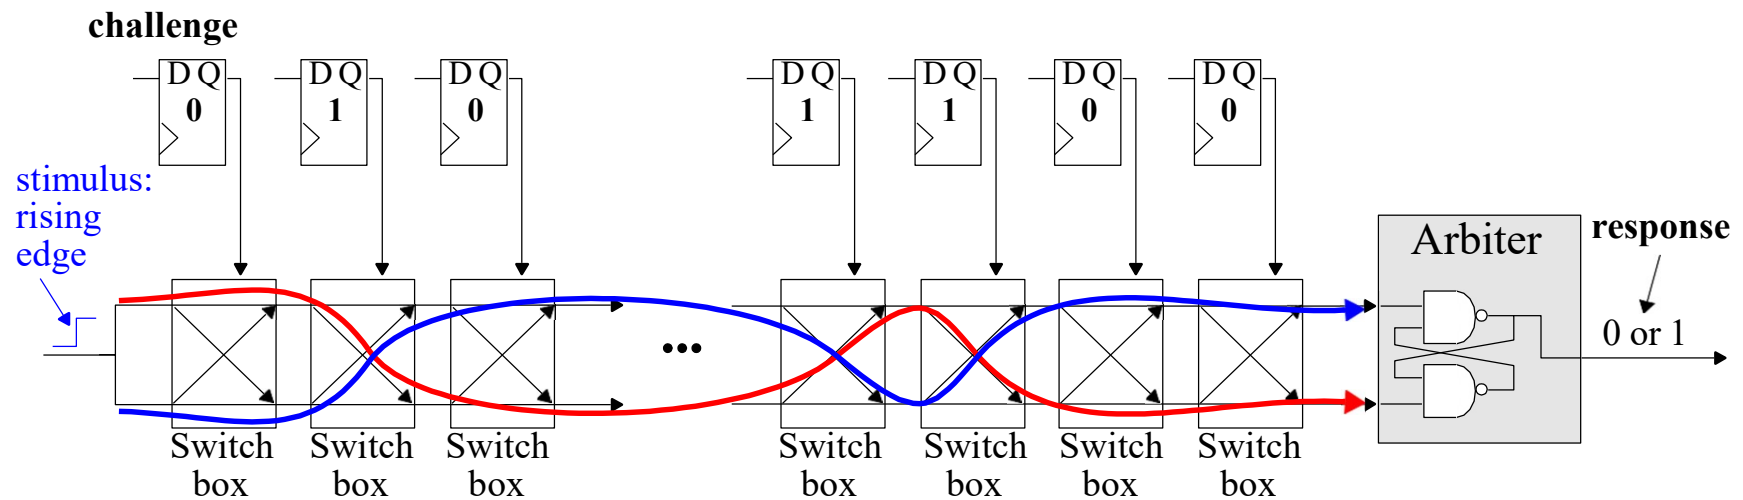 challenge
D Q
0
D Q
1
D Q
0
D Q
1
D Q
1
D Q
0
D Q
0
stimulus:
rising
edge
Arbiter
response
0 or 1
...
Switch
box
Switch
box
Switch
box
Switch
box
Switch
box
Switch
box
Switch
box